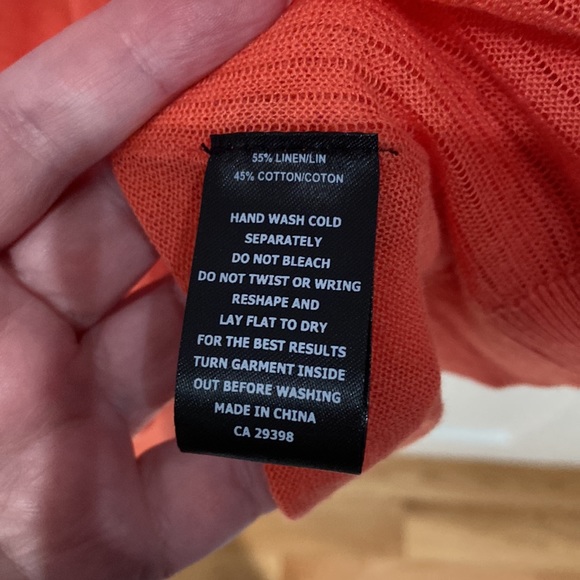 55% LINEN/LIN
45% COTTON/COTON
HAND WASH COLD
SEPARATELY
DO NOT BLEACH
DO NOT TWIST OR WRING
RESHAPE AND
LAY FLAT TO DRY
FOR THE BEST RESULTS
TURN GARMENT INSIDE
OUT BEFORE WASHING
MADE IN CHINA
CA 29398